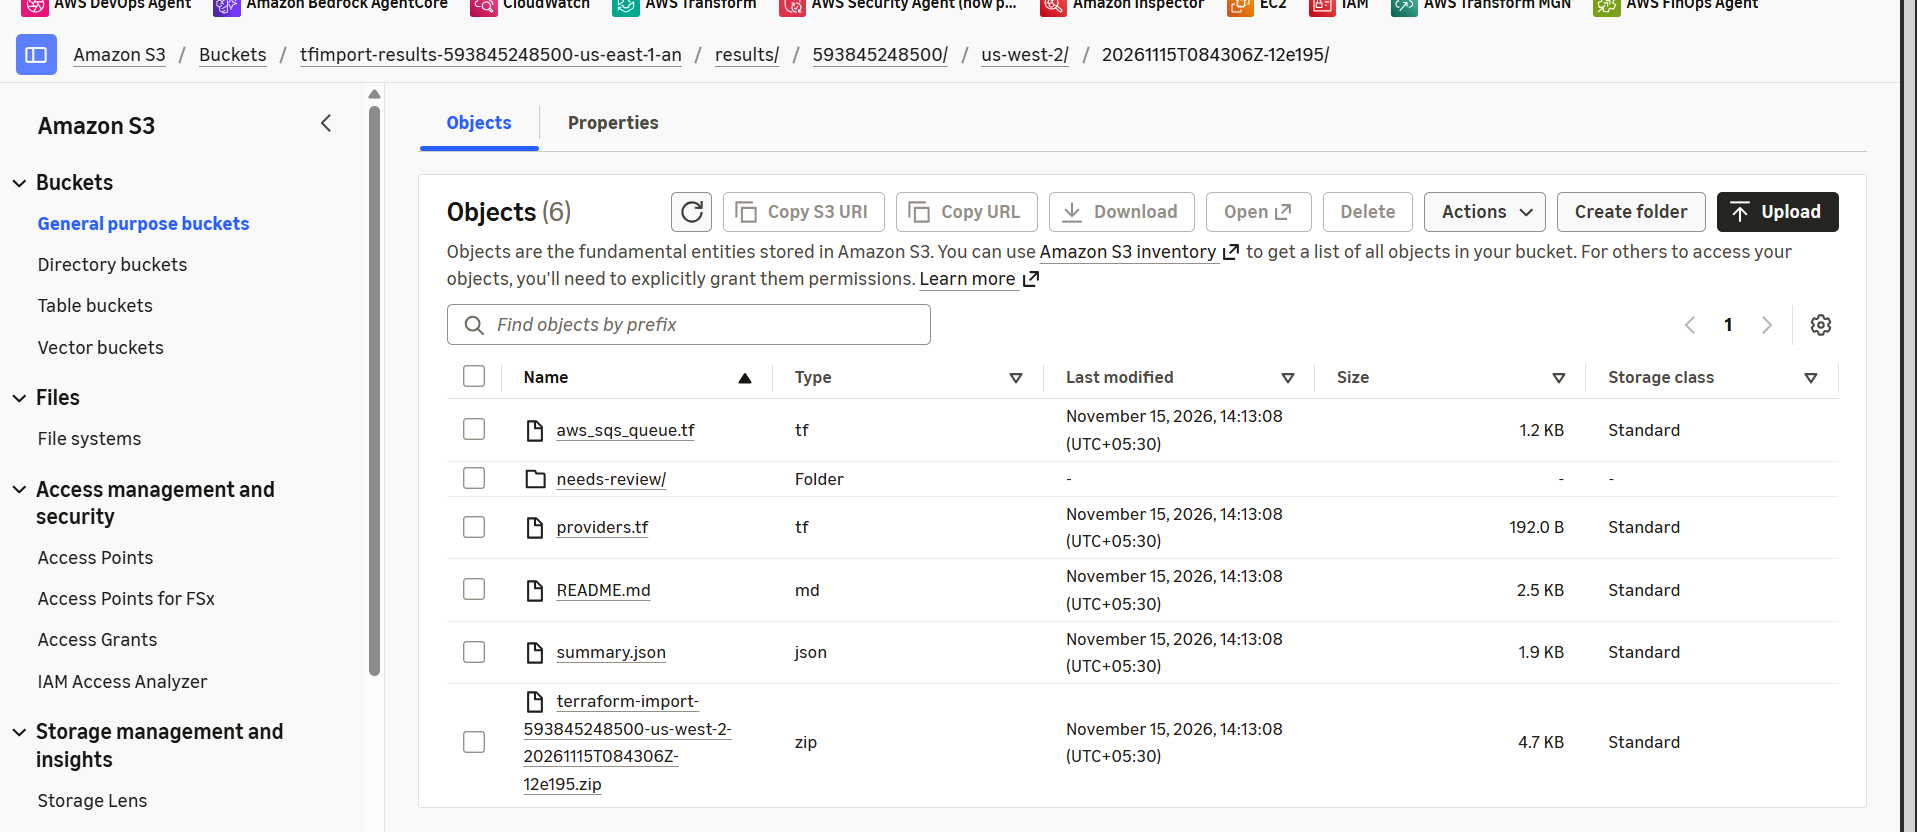 AWS DevOps Agent Amazon Bedrock AgentCore CloudWatch AWS Transform AWS Security Agent (now p... Amazon Inspector EC2 IAM AWS Transform MGN AWS FinOps Agent
Amazon S3 / Buckets / tfimport-results-593845248500-us-east-1-an / results/ / 593845248500/ / us-west-2/ / 20261115T084306Z-12e195/
Amazon S3
Buckets
General purpose buckets
Directory buckets
Table buckets
Vector buckets
Files
File systems
Access management and
security
Access Points
Access Points for FSx
Access Grants
IAM Access Analyzer
Storage management and
insights
Storage Lens
Objects Properties
Objects (6) Copy S3 URI Copy URL Download Open Delete Actions Create folder Upload
Objects are the fundamental entities stored in Amazon S3. You can use Amazon S3 inventory to get a list of all objects in your bucket. For others to access your
objects, you'll need to explicitly grant them permissions. Learn more
Find objects by prefix 1
Name Type Last modified Size Storage class
aws_sqs_queue.tf tf November 15, 2026, 14:13:08 (UTC+05:30) 1.2 KB Standard
needs-review/ Folder - - -
providers.tf tf November 15, 2026, 14:13:08 (UTC+05:30) 192.0 B Standard
README.md md November 15, 2026, 14:13:08 (UTC+05:30) 2.5 KB Standard
summary.json json November 15, 2026, 14:13:08 (UTC+05:30) 1.9 KB Standard
terraform-import-
593845248500-us-west-2-
20261115T084306Z-
12e195.zip zip November 15, 2026, 14:13:08 (UTC+05:30) 4.7 KB Standard